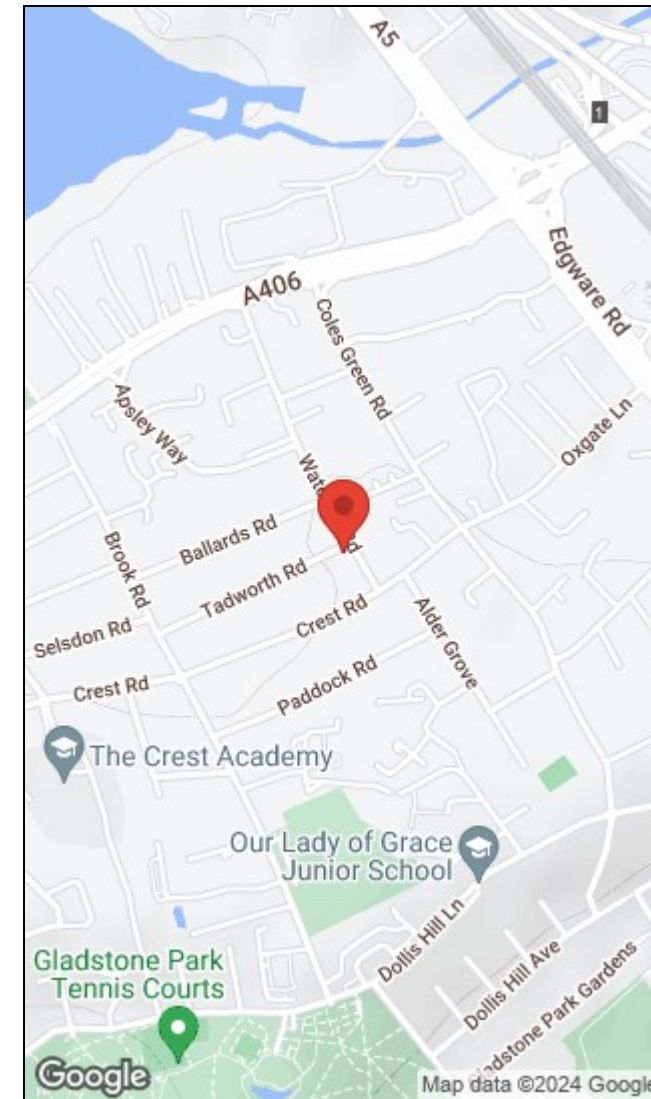 A5
1
Edgware Rd
A406
Coles Green Rd
Apsley Way
Oxgate Ln
Ballards Rd
Brook Rd
Tadworth Rd
Selsdon Rd
Crest Rd
Alder Grove
Crest Rd
Paddock Rd
The Crest Academy
Our Lady of Grace
Junior School
Dollis Hill Ln
Dollis Hill Ave
Gladstone Park
Tennis Courts
Park Gardens
Google
Map data ©2024 Google